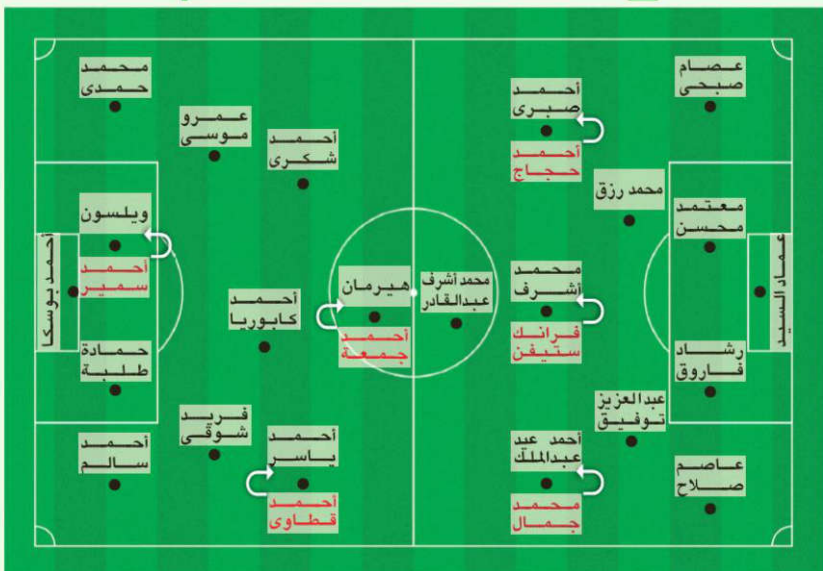 عصام
صبحى
أحمد
صبرى
أحمد
حجاج
محمد رزق
معتمد
محسن
عماد السيد
محمد
أشرف
فرانك
ستيفن
محمد أشرف
عبدالقادر
رشاد
فاروق
عبدالعزيز
توفيق
أحمد عيد
عبدالملك
محمد
جمال
عاصم
صلاح
محمد
حمدى
عمرو
موسى
أحمد
شكرى
ويلسون
أحمد
سمير
أحمد بوسكا
هيرمان
أحمد
جمعة
أحمد
كابوريا
حمادة
طلبة
فريد
شوقى
أحمد
ياسر
أحمد
قطاوى
أحمد
سالم